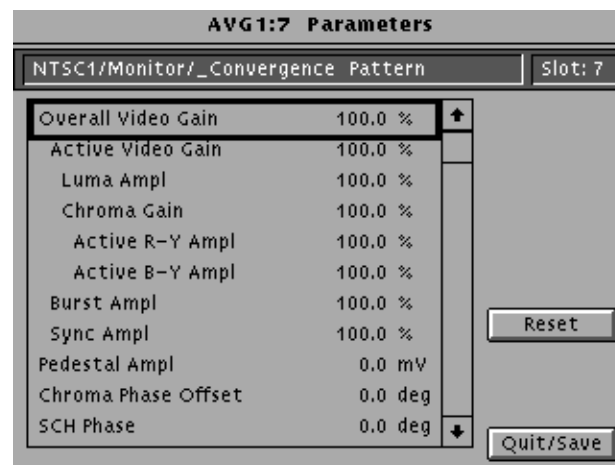 AVG1:7 Parameters
NTSC1/Monitor/_Convergence Pattern Slot: 7
Overall Video Gain 100.0 %
Active Video Gain 100.0 %
Luma Ampl 100.0 %
Chroma Gain 100.0 %
Active R-Y Ampl 100.0 %
Active B-Y Ampl 100.0 %
Burst Ampl 100.0 %
Sync Ampl 100.0 %
Pedestal Ampl 0.0 mV
Chroma Phase Offset 0.0 deg
SCH Phase 0.0 deg
Reset
Quit/Save